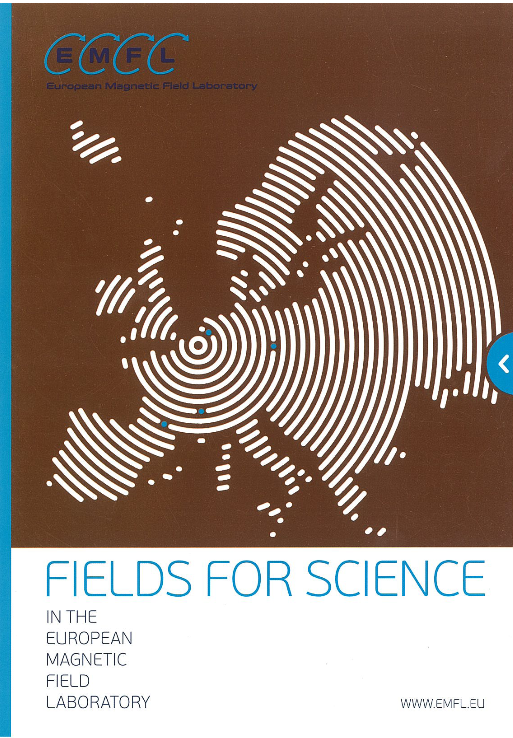 EMFL
European Magnetic Field Laboratory
FIELDS FOR SCIENCE
IN THE
EUROPEAN
MAGNETIC
FIELD
LABORATORY
WWW.EMFL.EU